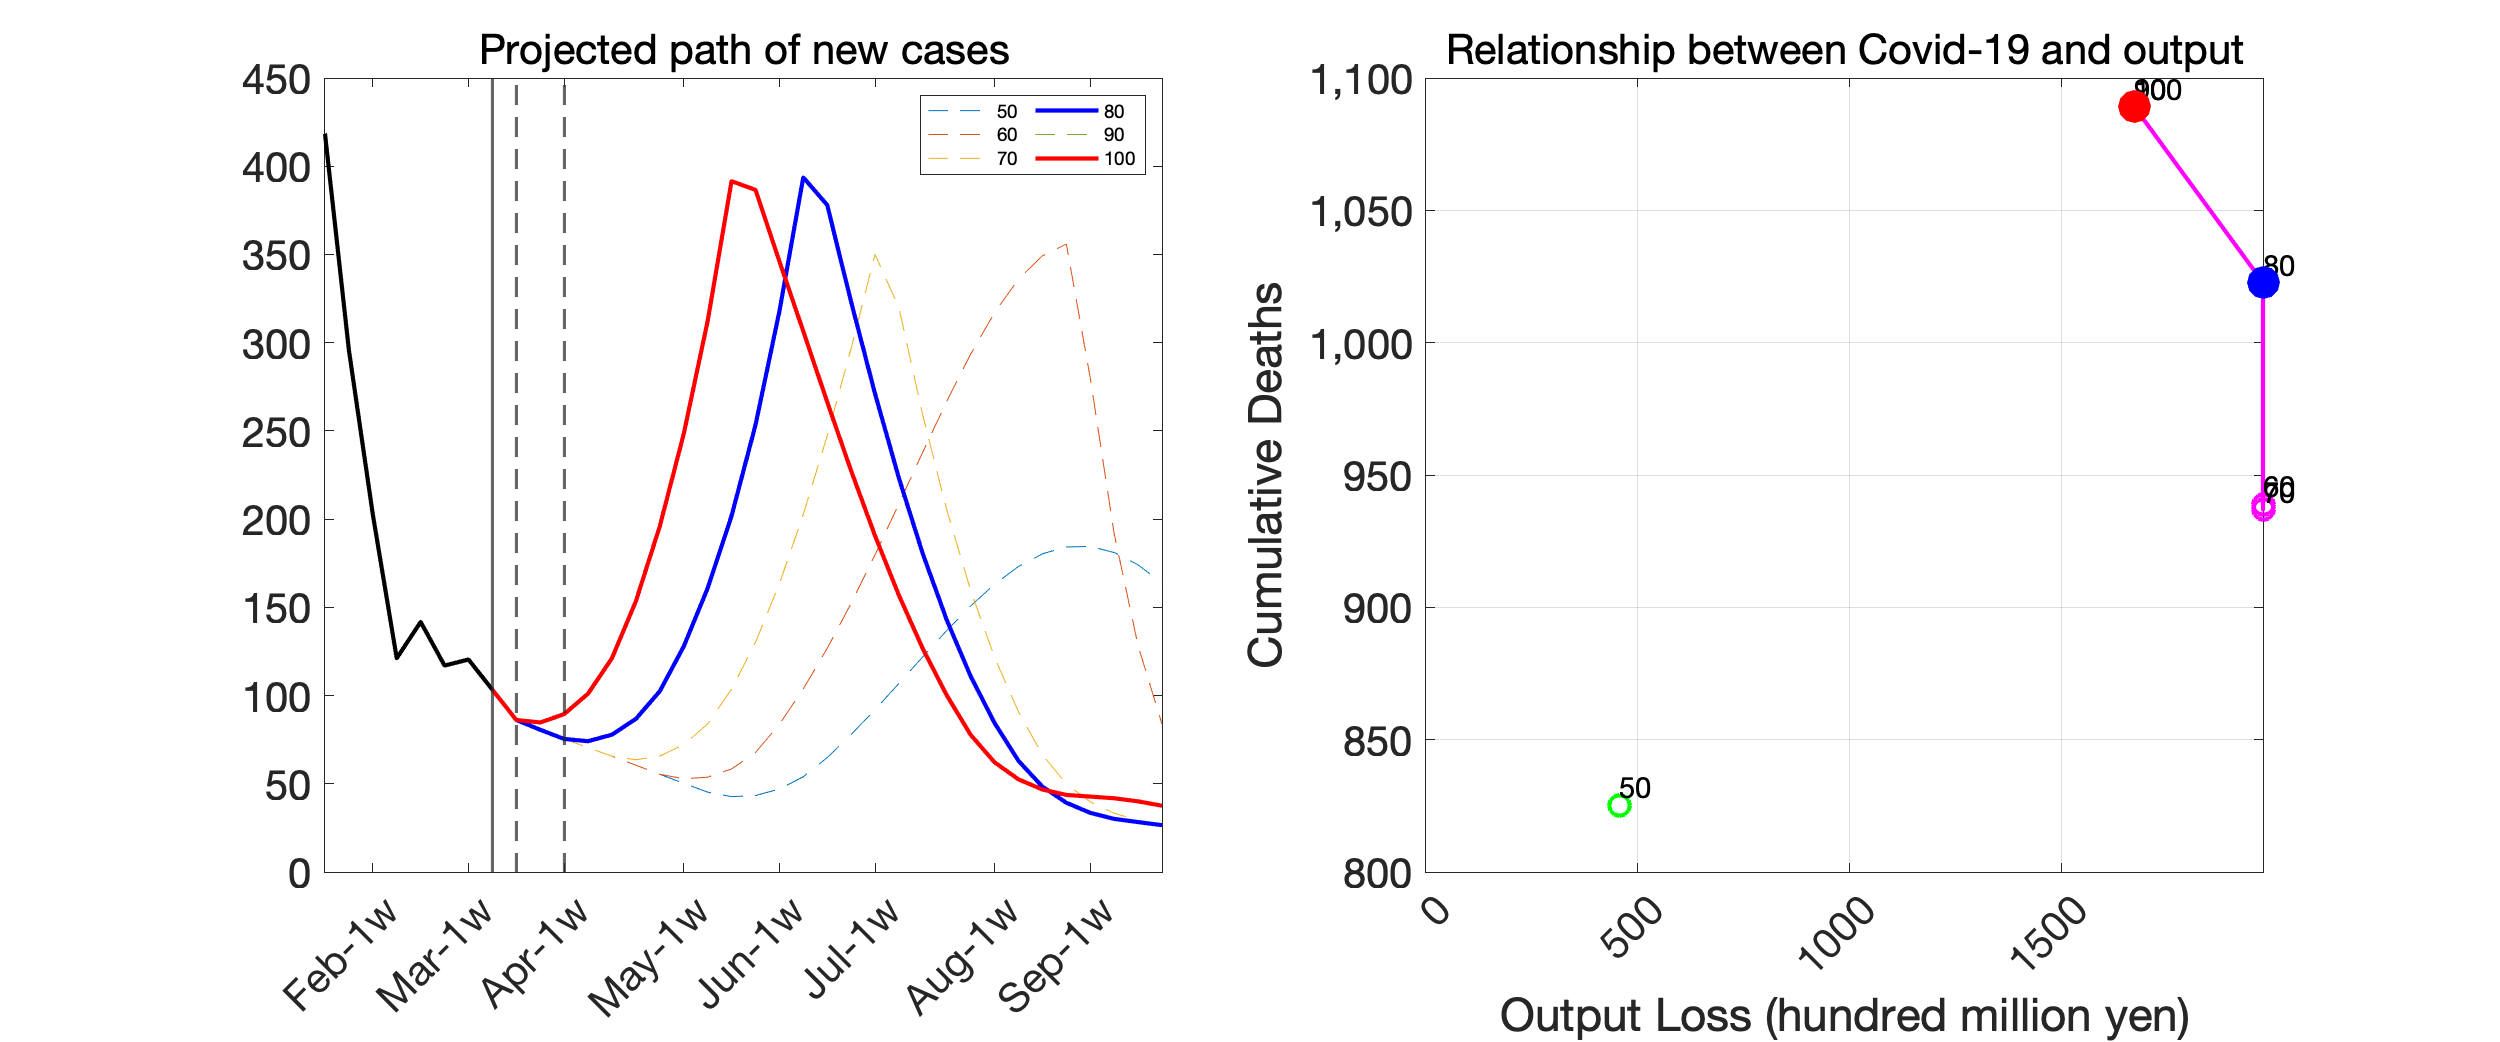 Projected path of new cases
450
400
350
300
250
200
150
100
50
0
Feb-1w
Mar-1w
Apr-1w
May-1w
Jun-1w
Jul-1w
Aug-1w
Sep-1w
50
60
70
80
90
100
Relationship between Covid-19 and output
Cumulative Deaths
1,100
1,050
1,000
950
900
850
800
80
50
0
500
1000
1500
Output Loss (hundred million yen)